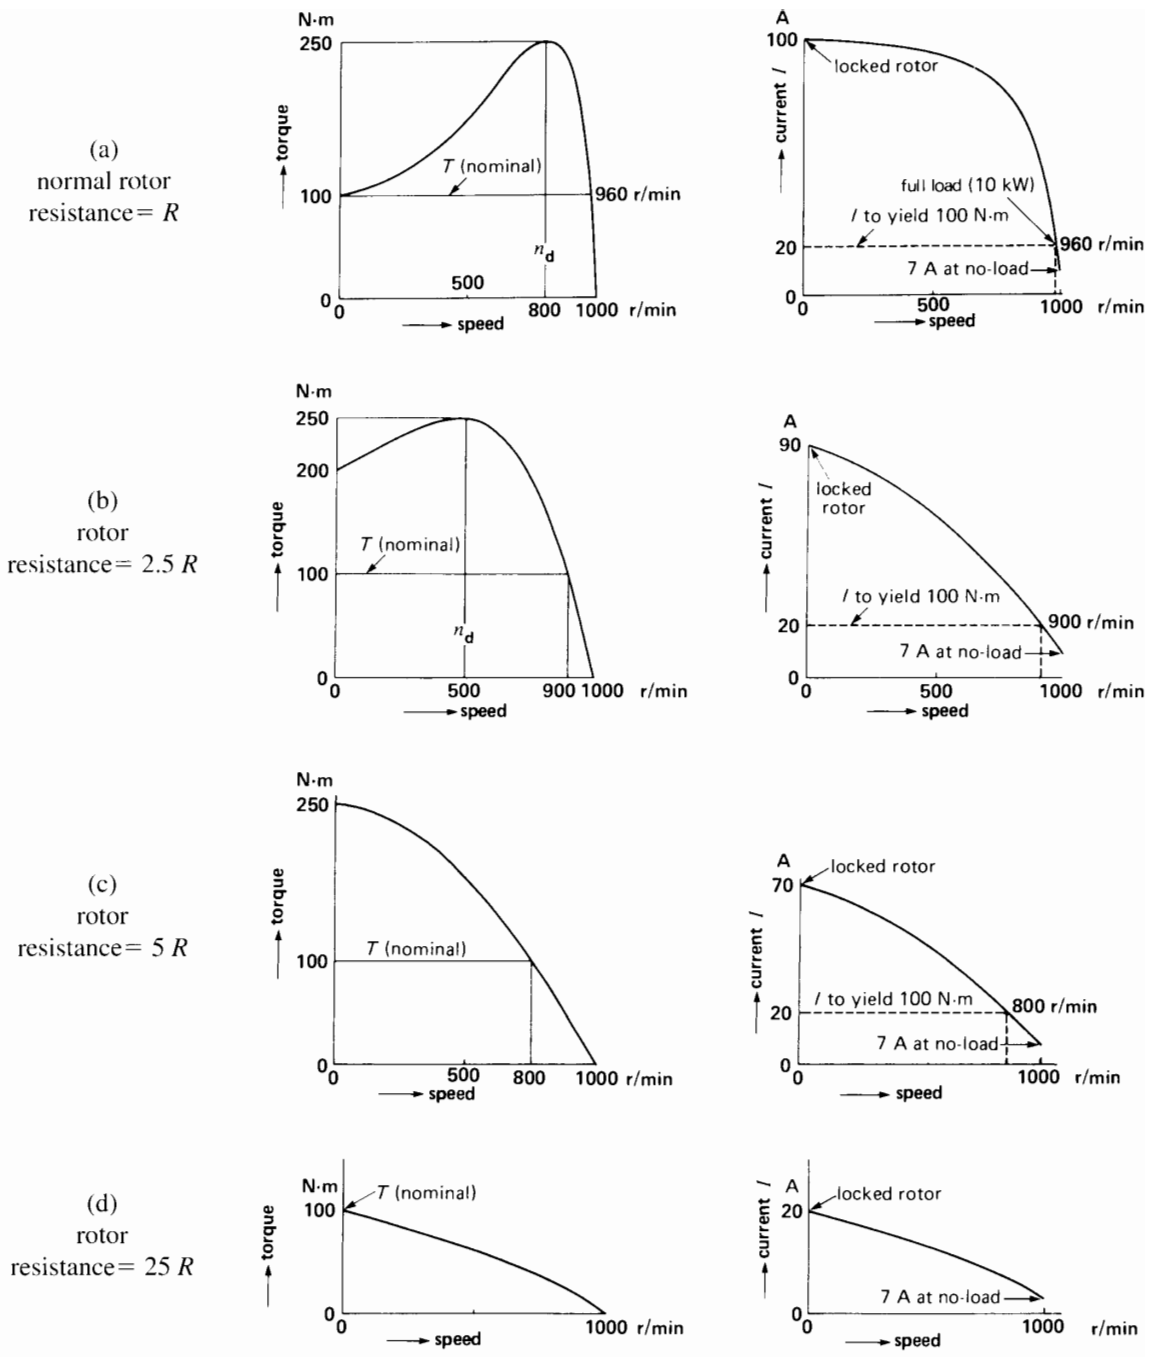 (a)
normal rotor
resistance= R
N·m
250
100
0
torque
T (nominal)
960 r/min
n_d
500
0
800
1000
r/min
speed
A
100
20
0
current I
locked rotor
full load (10 kW)
I to yield 100 N·m
960 r/min
7 A at no-load
0
500
1000
r/min
speed
(b)
rotor
resistance= 2.5 R
N·m
250
200
100
0
torque
T (nominal)
n_d
0
500
900
1000
r/min
speed
A
90
20
0
current I
locked
rotor
I to yield 100 N·m
900 r/min
7 A at no-load
0
500
1000
r/min
speed
(c)
rotor
resistance= 5 R
N·m
250
100
0
torque
T (nominal)
0
500
800
1000 r/min
speed
A
70
20
0
current I
locked rotor
I to yield 100 N·m
800 r/min
7 A at no-load
0
1000
r/min
speed
(d)
rotor
resistance= 25 R
N·m
100
0
torque
T (nominal)
0
1000
r/min
speed
A
20
0
current I
locked rotor
7 A at no-load
0
1000
r/min
speed